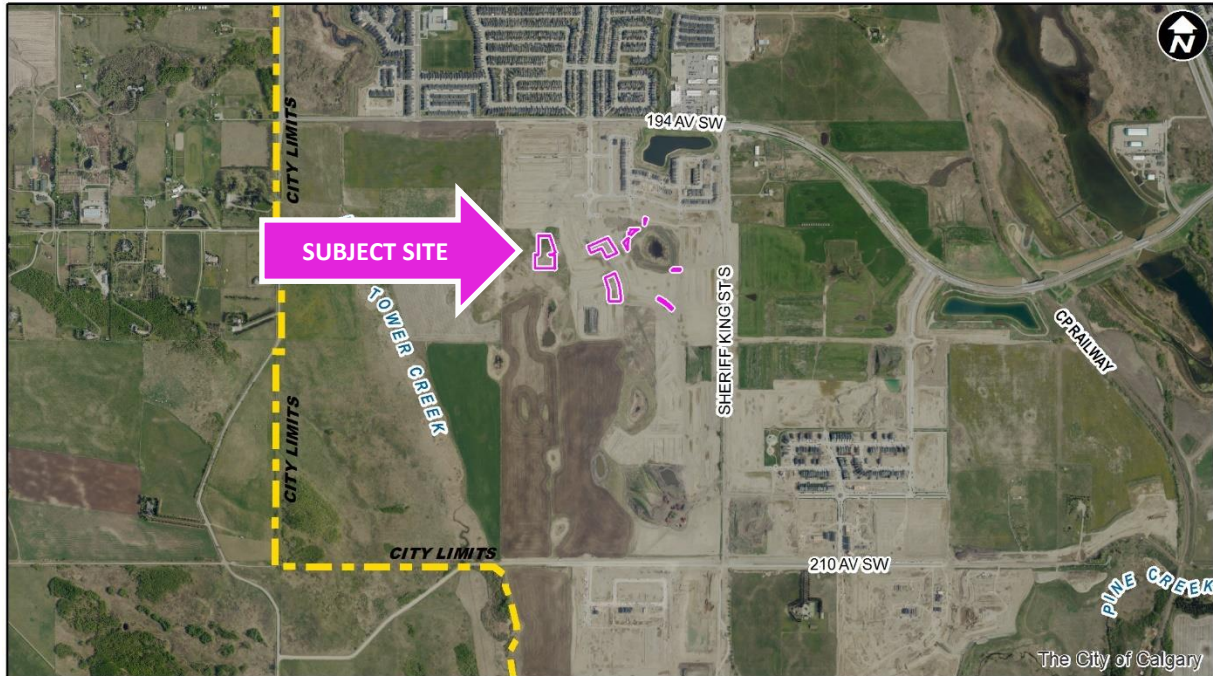 N
194 AV SW
CITY LIMITS
SUBJECT SITE
TOWER CREEK
SHERIFF KING ST S
CP RAILWAY
CITY LIMITS
CITY LIMITS
210 AV SW
PINE CREEK
The City of Calgary